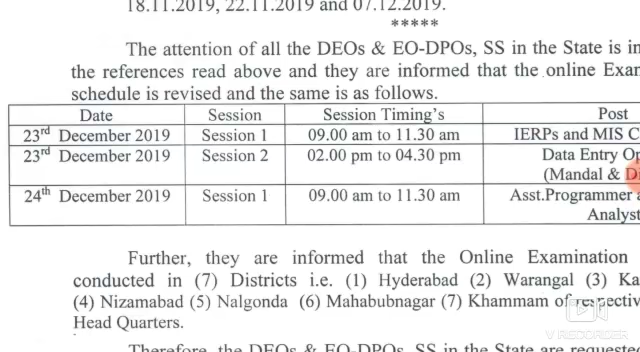 18.11.2019, 22.11.2019 and 07.12.2019.
*****
The attention of all the DEOs & EO-DPOs, SS in the State is in
the references read above and they are informed that the online Exam
schedule is revised and the same is as follows.
Date Session Session Timing's Post
23rd December 2019 Session 1 09.00 am to 11.30 am IERPs and MIS C
23rd December 2019 Session 2 02.00 pm to 04.30 pm Data Entry Op
(Mandal & Di
24th December 2019 Session 1 09.00 am to 11.30 am Asst.Programmer a
Analyst
Further, they are informed that the Online Examination
conducted in (7) Districts i.e. (1) Hyderabad (2) Warangal (3) Ka
(4) Nizamabad (5) Nalgonda (6) Mahabubnagar (7) Khammam of respectiv
Head Quarters.
V RECORDER
Therefore, the DEOs & EO-DPOs, SS in the State are requested